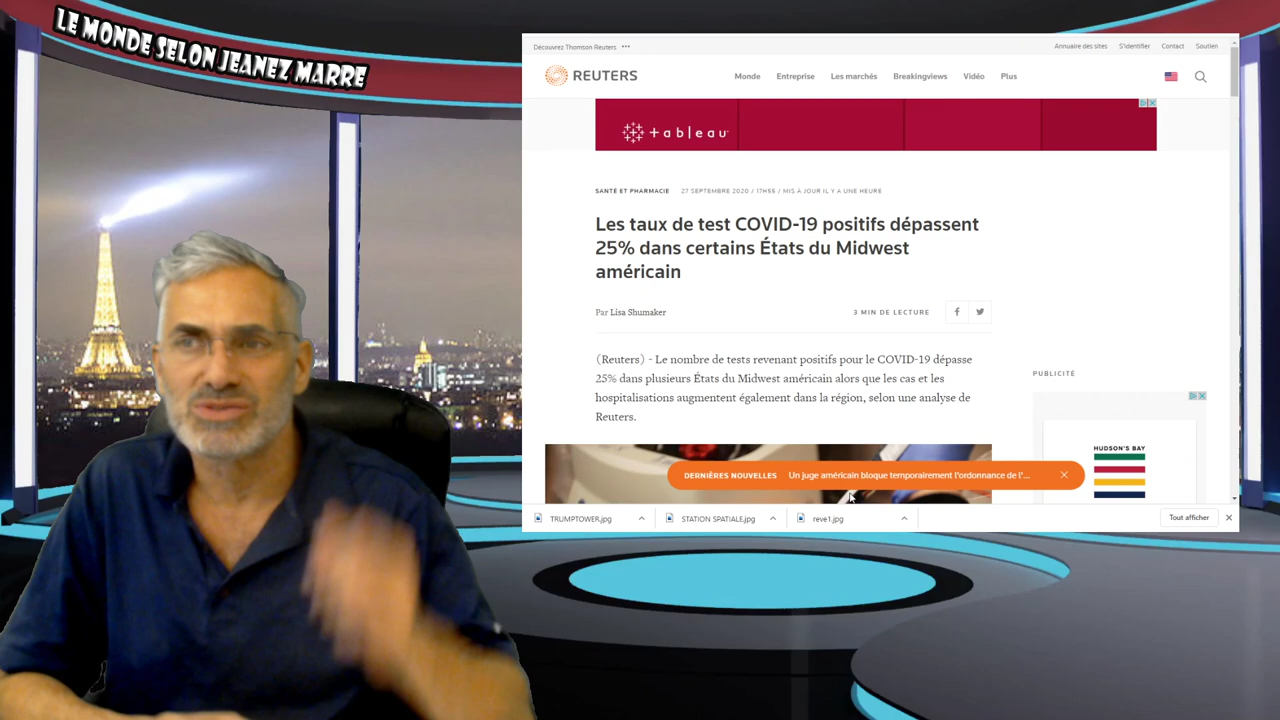 LE MONDE SELON JEANEZ MARRE
Découvrez Thomson Reuters •••
Annuaire des sites S'identifier Contact Soutien
REUTERS
Monde Entreprise Les marchés Breakingviews Vidéo Plus
+ a b l e a u
SANTÉ ET PHARMACIE 27 SEPTEMBRE 2020 / 17H55 / MIS À JOUR IL Y A UNE HEURE
Les taux de test COVID-19 positifs dépassent
25% dans certains États du Midwest
américain
Par Lisa Shumaker
3 MIN DE LECTURE
(Reuters) - Le nombre de tests revenant positifs pour le COVID-19 dépasse
25% dans plusieurs États du Midwest américain alors que les cas et les
hospitalisations augmentent également dans la région, selon une analyse de
Reuters.
PUBLICITÉ
HUDSON'S BAY
DERNIÈRES NOUVELLES Un juge américain bloque temporairement l'ordonnance de l'...
TRUMPTOWER.jpg
STATION SPATIALE.jpg
reve1.jpg
Tout afficher